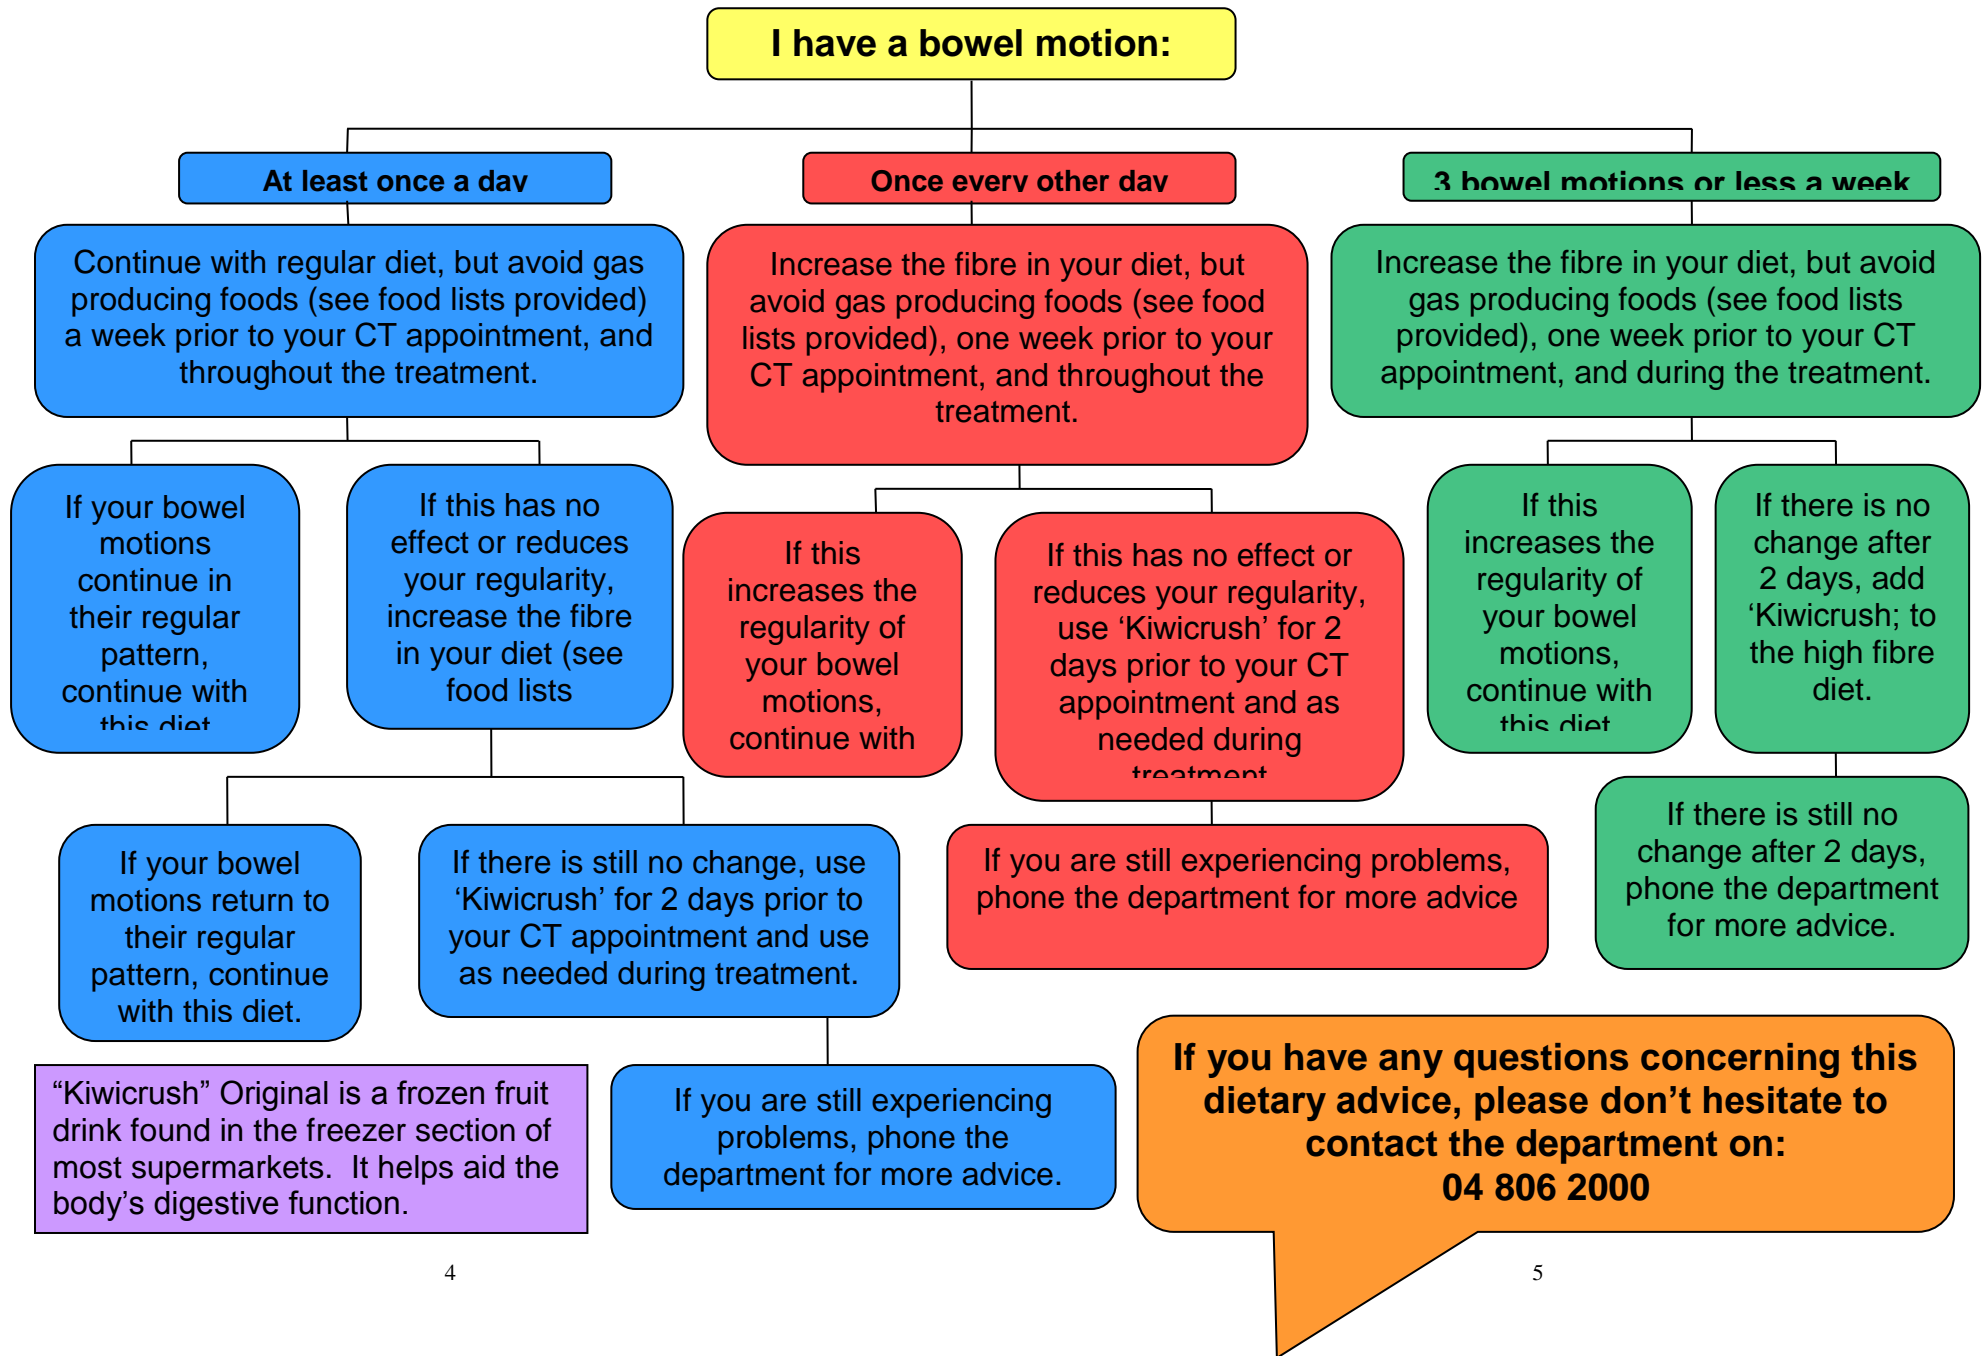 I have a bowel motion:
At least once a day
Once every other day
3 bowel motions or less a week
Continue with regular diet, but avoid gas
producing foods (see food lists provided)
a week prior to your CT appointment, and
throughout the treatment.
Increase the fibre in your diet, but
avoid gas producing foods (see food
lists provided), one week prior to your
CT appointment, and throughout the
treatment.
Increase the fibre in your diet, but avoid
gas producing foods (see food lists
provided), one week prior to your CT
appointment, and during the treatment.
If your bowel
motions
continue in
their regular
pattern,
continue with
this diet
If this has no
effect or reduces
your regularity,
increase the fibre
in your diet (see
food lists
If this
increases the
regularity of
your bowel
motions,
continue with
If this has no effect or
reduces your regularity,
use ‘Kiwicrush’ for 2
days prior to your CT
appointment and as
needed during
treatment
If this
increases the
regularity of
your bowel
motions,
continue with
this diet
If there is no
change after
2 days, add
‘Kiwicrush; to
the high fibre
diet.
If your bowel
motions return to
their regular
pattern, continue
with this diet.
If there is still no change, use
‘Kiwicrush’ for 2 days prior to
your CT appointment and use
as needed during treatment.
If you are still experiencing problems,
phone the department for more advice
If there is still no
change after 2 days,
phone the department
for more advice.
“Kiwicrush” Original is a frozen fruit
drink found in the freezer section of
most supermarkets.  It helps aid the
body’s digestive function.
If you are still experiencing
problems, phone the
department for more advice.
If you have any questions concerning this
dietary advice, please don’t hesitate to
contact the department on:
04 806 2000
4
5